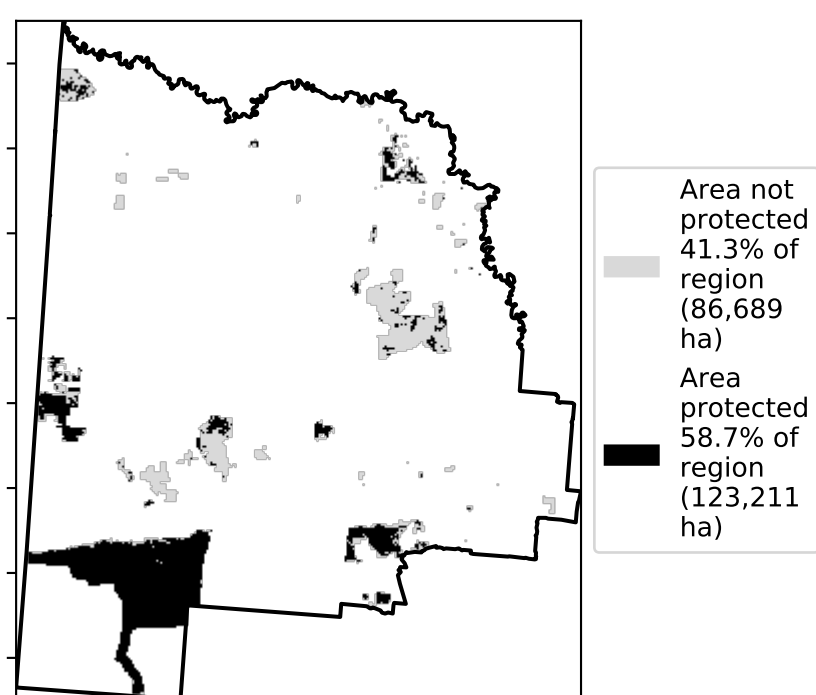 Area not
protected
41.3% of
region
(86,689
ha)
Area
protected
58.7% of
region
(123,211
ha)